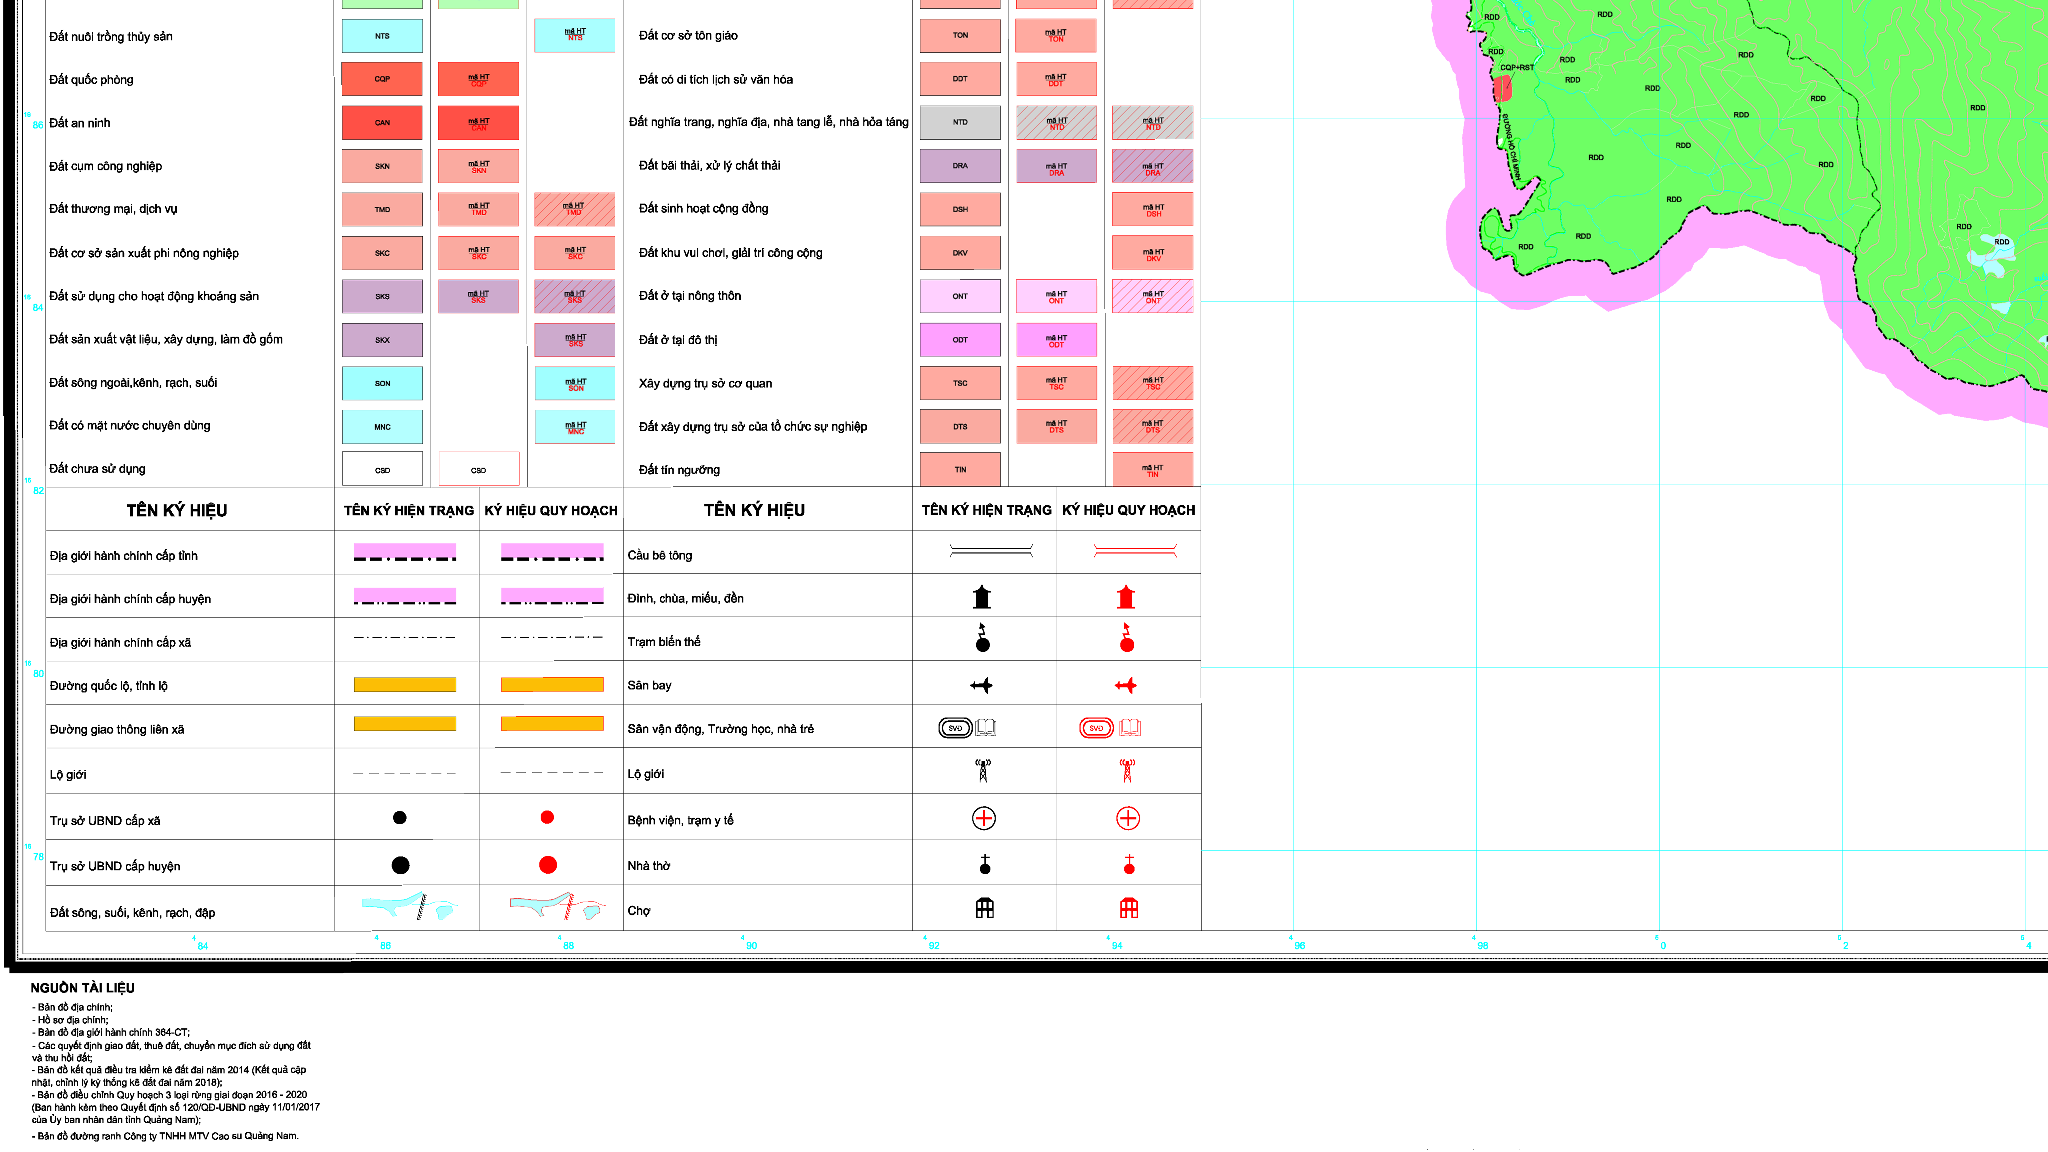 Đất nuôi trồng thủy sản NTS mã HT NTS Đất cơ sở tôn giáo TON mã HT TON
Đất quốc phòng CQP mã HT CQP Đất có di tích lịch sử văn hóa DDT mã HT DDT
Đất an ninh CAN mã HT CAN Đất nghĩa trang, nghĩa địa, nhà tang lễ, nhà hỏa táng NTD mã HT NTD mã HT NTD
Đất cụm công nghiệp SKN mã HT SKN Đất bãi thải, xử lý chất thải DRA mã HT DRA mã HT DRA
Đất thương mại, dịch vụ TMD mã HT TMD mã HT TMD Đất sinh hoạt cộng đồng DSH mã HT DSH
Đất cơ sở sản xuất phi nông nghiệp SKC mã HT SKC mã HT SKC Đất khu vui chơi, giải trí công cộng DKV mã HT DKV
Đất sử dụng cho hoạt động khoáng sản SKS mã HT SKS mã HT SKS Đất ở tại nông thôn ONT mã HT ONT mã HT ONT
Đất sản xuất vật liệu, xây dựng, làm đồ gốm SKX mã HT SKS Đất ở tại đô thị ODT mã HT ODT
Đất sông ngoài,kênh, rạch, suối SON mã HT SON Xây dựng trụ sở cơ quan TSC mã HT TSC mã HT TSC
Đất có mặt nước chuyên dùng MNC mã HT MNC Đất xây dựng trụ sở của tổ chức sự nghiệp DTS mã HT DTS mã HT DTS
Đất chưa sử dụng CSD CSD Đất tín ngưỡng TIN mã HT TIN
TÊN KÝ HIỆU TÊN KÝ HIỆN TRẠNG KÝ HIỆU QUY HOẠCH TÊN KÝ HIỆU TÊN KÝ HIỆN TRẠNG KÝ HIỆU QUY HOẠCH
Địa giới hành chính cấp tỉnh Cầu bê tông
Địa giới hành chính cấp huyện Đình, chùa, miếu, đền
Địa giới hành chính cấp xã Trạm biến thế
Đường quốc lộ, tỉnh lộ Sân bay
Đường giao thông liên xã Sân vận động, Trường học, nhà trẻ SVĐ SVĐ
Lộ giới Lộ giới
Trụ sở UBND cấp xã Bệnh viện, trạm y tế
Trụ sở UBND cấp huyện Nhà thờ
Đất sông, suối, kênh, rạch, đập Chợ
16 86
16 84
16 82
16 80
16 78
4 84 4 86 4 88 4 90 4 92 4 94 4 96 4 98 5 0 5 2 5 4
RDD RDD
RDD RDD RDD
CQP+RST RDD RDD RDD RDD
RDD
ĐƯỜNG HỒ CHÍ MINH
RDD RDD RDD
RDD
RDD RDD RDD RDD
NGUỒN TÀI LIỆU
- Bản đồ địa chính;
- Hồ sơ địa chính;
- Bản đồ địa giới hành chính 364-CT;
- Các quyết định giao đất, thuê đất, chuyển mục đích sử dụng đất
và thu hồi đất;
- Bản đồ kết quả điều tra kiểm kê đất đai năm 2014 (Kết quả cập
nhật, chỉnh lý ký thống kê đất đai năm 2018);
- Bản đồ điều chỉnh Quy hoạch 3 loại rừng giai đoạn 2016 - 2020
(Ban hành kèm theo Quyết định số 120/QĐ-UBND ngày 11/01/2017
của Ủy ban nhân dân tỉnh Quảng Nam);
- Bản đồ đường ranh Công ty TNHH MTV Cao su Quảng Nam.